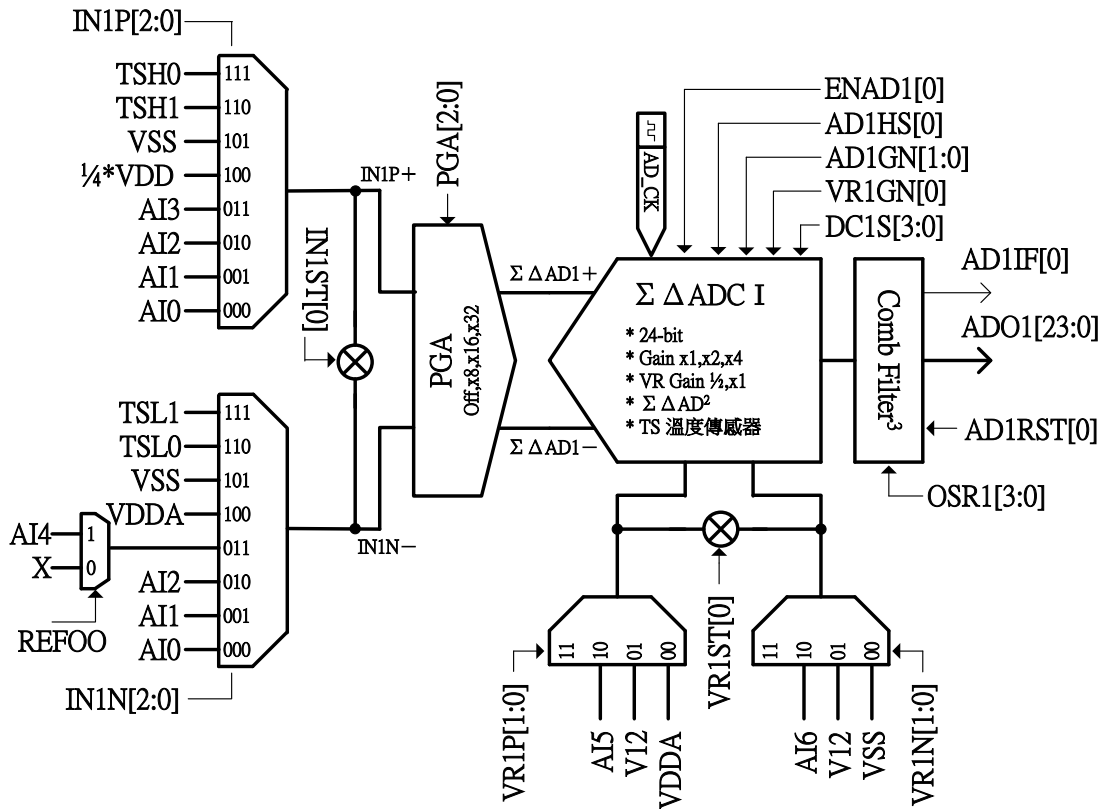 IN1P[2:0]
TSH0 111
TSH1 110
VSS 101
¼*VDD 100
AI3 011
AI2 010
AI1 001
AI0 000
IN1P+
IN1ST[0]
PGA[2:0]
PGA
Off,x8,x16,x32
AD_CK
ENAD1[0]
AD1HS[0]
AD1GN[1:0]
VR1GN[0]
DC1S[3:0]
Σ Δ AD1+
Σ Δ AD1−
Σ Δ ADC I
* 24-bit
* Gain x1,x2,x4
* VR Gain ½,x1
* Σ Δ AD²
* TS 溫度傳感器
Comb Filter³
AD1IF[0]
ADO1[23:0]
AD1RST[0]
OSR1[3:0]
TSL1 111
TSL0 110
VSS 101
VDDA 100
011
AI4 1
X 0
REFOO
AI2 010
AI1 001
AI0 000
IN1N−
IN1N[2:0]
VR1P[1:0]
11 10 01 00
AI5 V12 VDDA
VR1ST[0]
11 10 01 00
AI6 V12 VSS
VR1N[1:0]